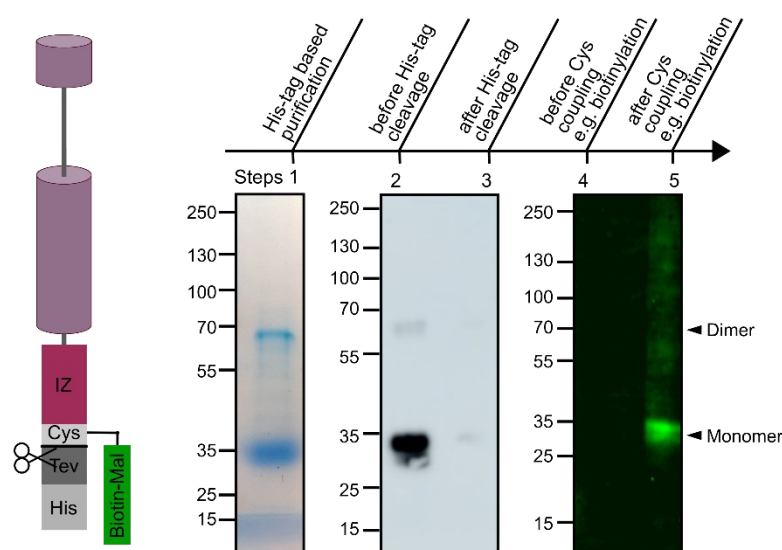 His-tag based
purification
before His-tag
cleavage
after His-tag
cleavage
before Cys
coupling
e.g. biotinylation
after Cys
coupling
e.g. biotinylation
Steps 1
2
3
4
5
250
130
100
70
55
35
25
15
250
130
100
70
55
35
25
15
250
130
100
70
55
35
25
15
Dimer
Monomer
IZ
Cys
Tev
His
Biotin-Mal